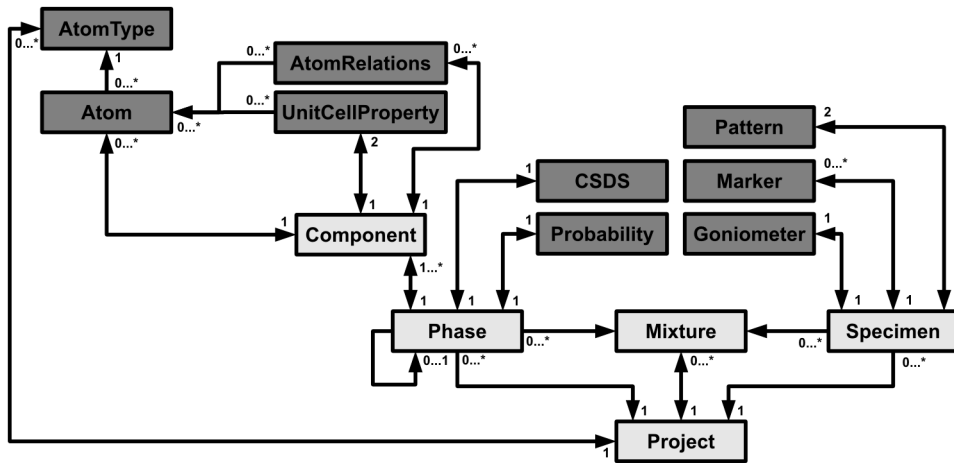 AtomType
0...*
1
0...*
Atom
0...*
0...*
AtomRelations
0...*
0...*
UnitCellProperty
0...*
2
Pattern
2
1
CSDS
Marker
0...*
1
1
1
Component
1
Probability
Goniometer
1
1...*
1
1
1
1
1
Phase
0...*
Mixture
0...*
Specimen
0...1
0...*
0...*
0...*
1
1
1
Project
1